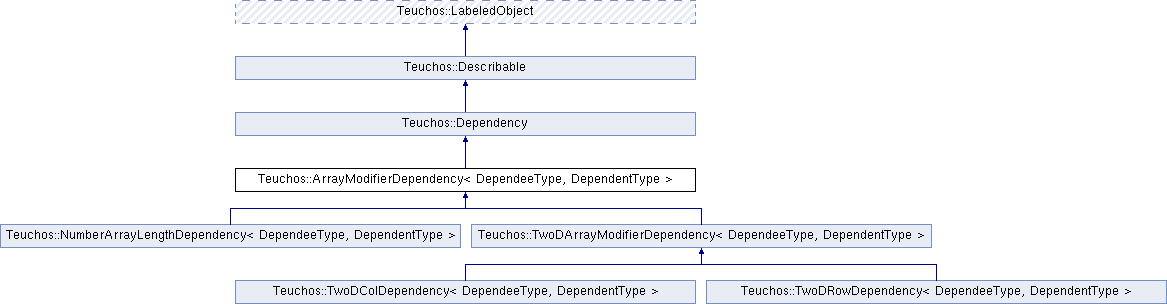 Teuchos::LabeledObject
Teuchos::Describable
Teuchos::Dependency
Teuchos::ArrayModifierDependency< DependeeType, DependentType >
Teuchos::NumberArrayLengthDependency< DependeeType, DependentType >
Teuchos::TwoDArrayModifierDependency< DependeeType, DependentType >
Teuchos::TwoDColDependency< DependeeType, DependentType >
Teuchos::TwoDRowDependency< DependeeType, DependentType >